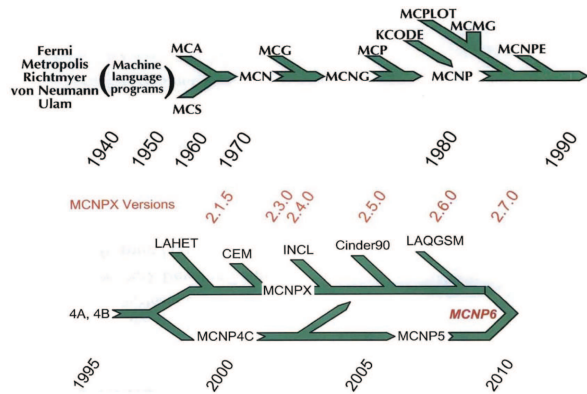 MCPLOT
MCMG
KCODE
MCA
MCG
MCP
MCNPE
Fermi
Metropolis
Richtmyer
von Neumann
Ulam
(Machine
language
programs)
MCN
MCNG
MCNP
MCS
1940
1950
1960
1970
1980
1990
MCNPX Versions
2.1.5
2.3.0
2.4.0
2.5.0
2.6.0
2.7.0
LAHET
CEM
INCL
Cinder90
LAQGSM
MCNPX
4A, 4B
MCNP6
MCNP4C
MCNP5
1995
2000
2005
2010